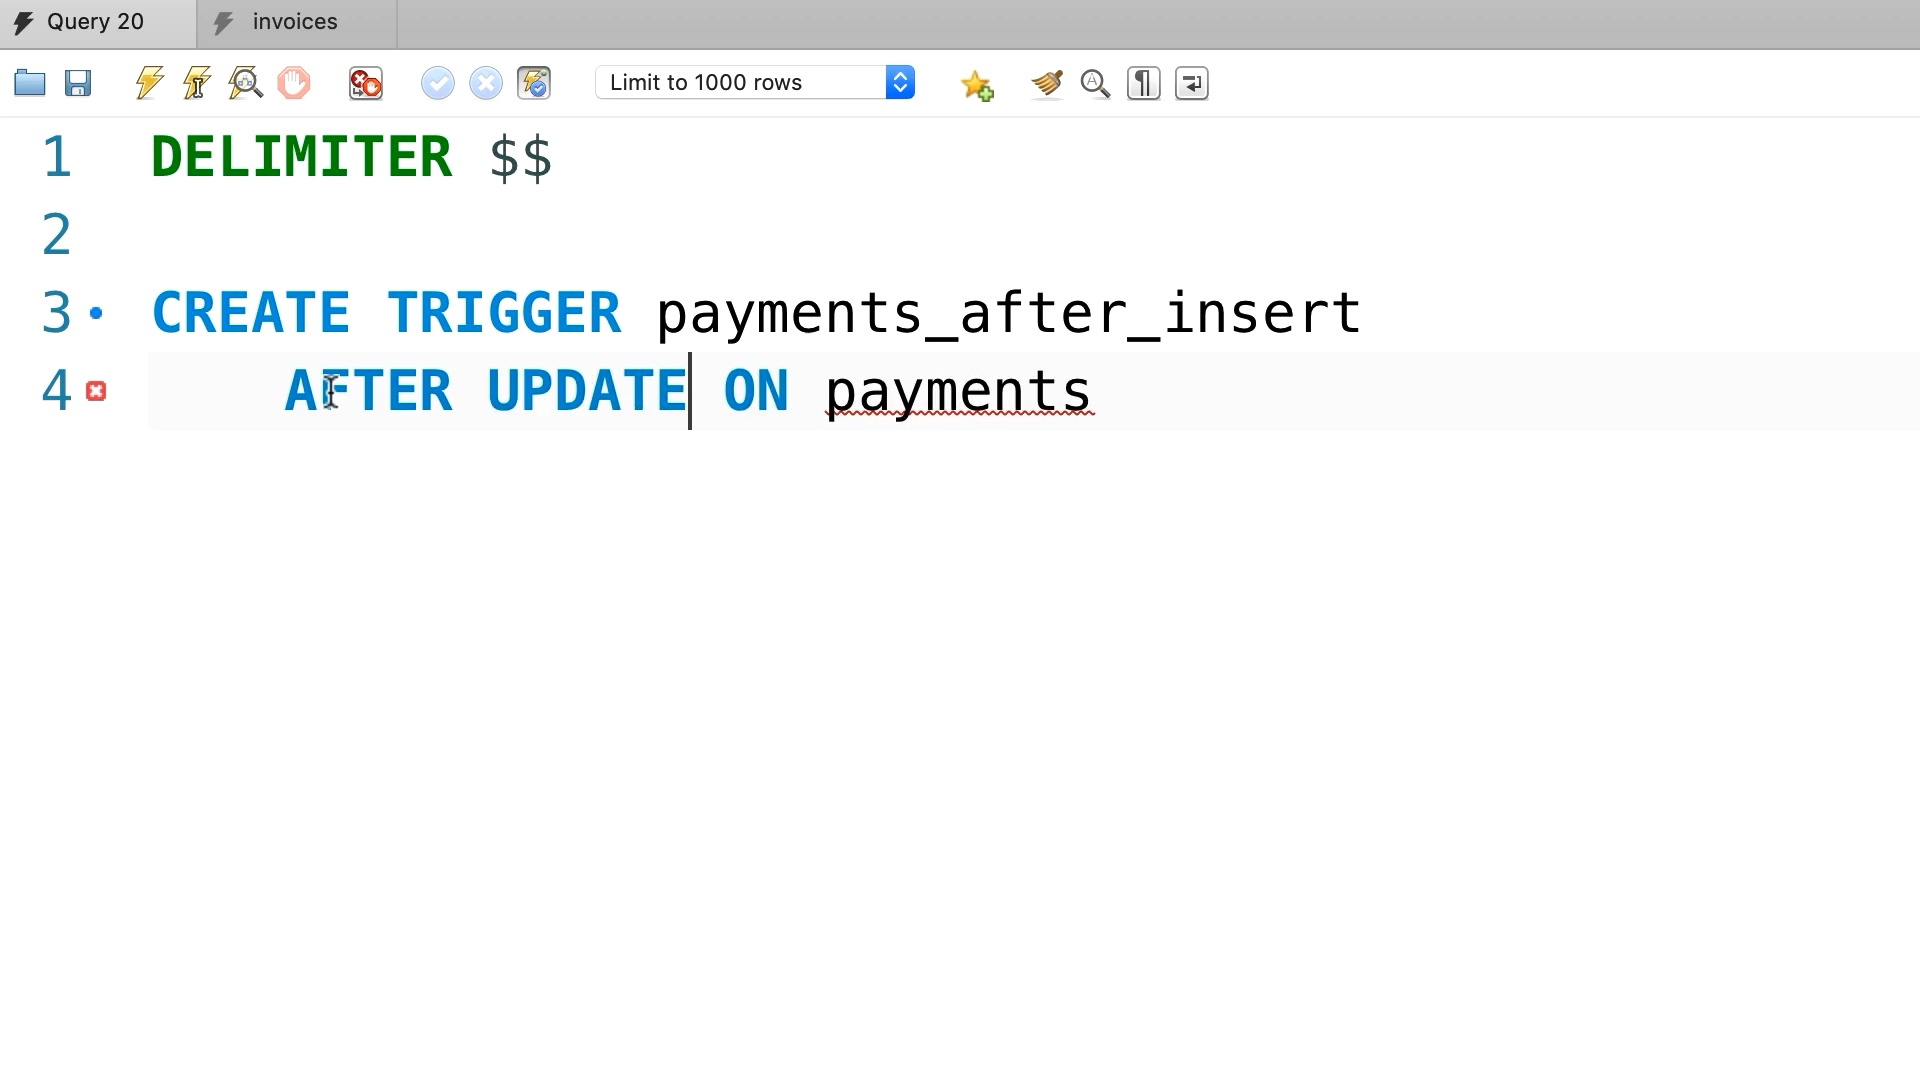 Query 20 invoices
Limit to 1000 rows
1 DELIMITER $$
2
3 CREATE TRIGGER payments_after_insert
4 AFTER UPDATE ON payments